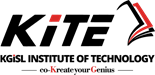 KiTE
KGiSL INSTITUTE OF TECHNOLOGY
co-Kreate your Genius